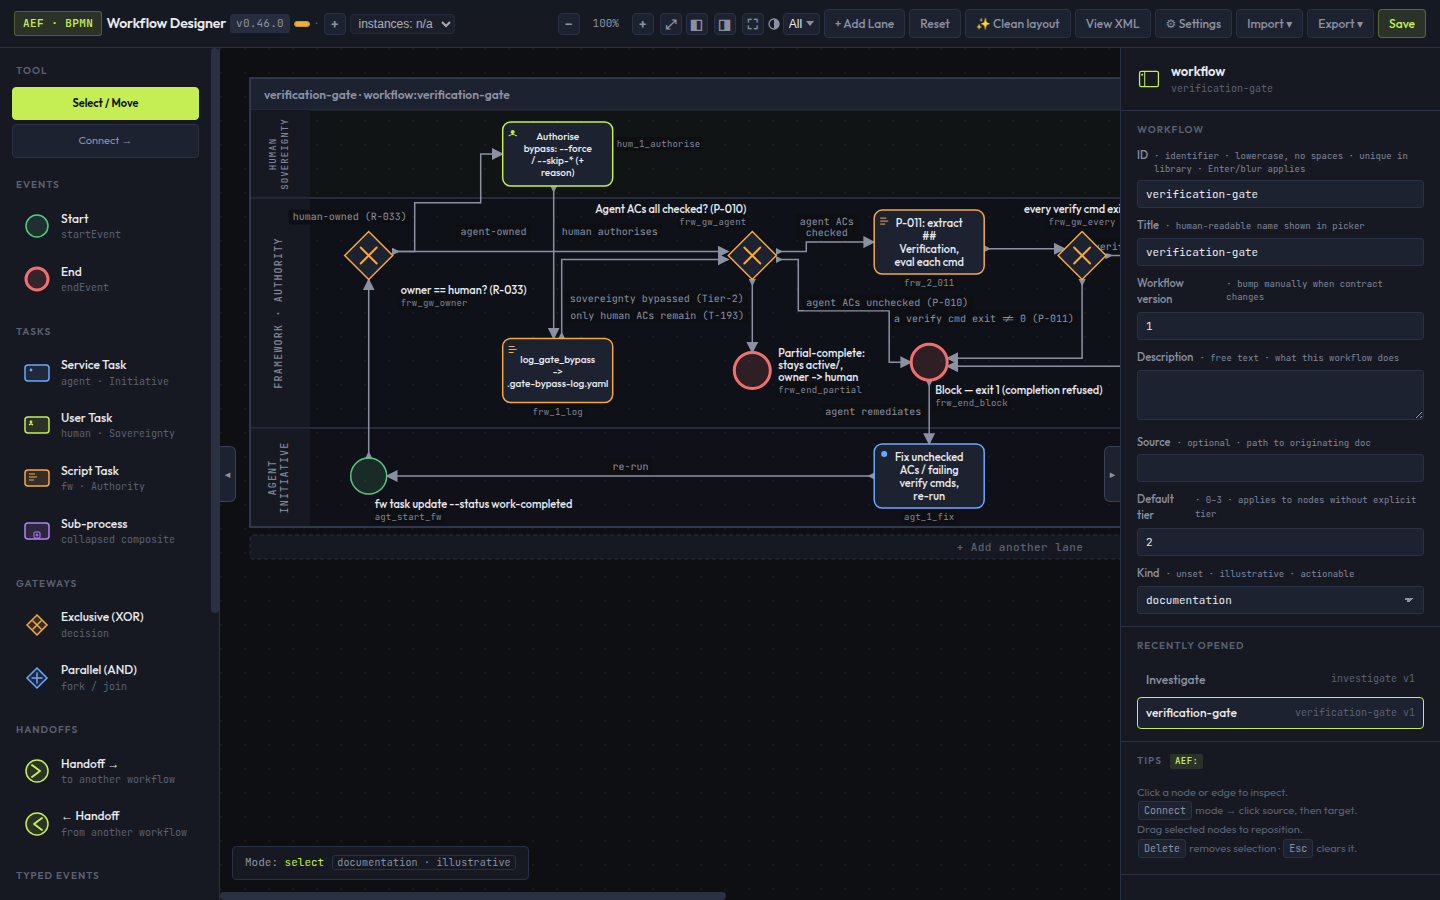 AEF · BPMN Workflow Designer v0.46.0 · + instances: n/a − 100% + All + Add Lane Reset ✨ Clean layout View XML ⚙ Settings Import ▾ Export ▾ Save
TOOL
Select / Move
Connect →
EVENTS
Start
startEvent
End
endEvent
TASKS
Service Task
agent · Initiative
User Task
human · Sovereignty
Script Task
fw · Authority
Sub-process
collapsed composite
GATEWAYS
Exclusive (XOR)
decision
Parallel (AND)
fork / join
HANDOFFS
Handoff →
to another workflow
← Handoff
from another workflow
TYPED EVENTS
verification-gate · workflow:verification-gate
HUMAN
SOVEREIGNTY
Authorise
bypass: --force
/ --skip-* (+
reason)
hum_1_authorise
FRAMEWORK · AUTHORITY
human-owned (R-033)
agent-owned
human authorises
owner == human? (R-033)
frw_gw_owner
Agent ACs all checked? (P-010)
frw_gw_agent
agent ACs
checked
P-011: extract
##
Verification,
eval each cmd
frw_2_011
every verify cmd exi
frw_gw_every
veri
sovereignty bypassed (Tier-2)
only human ACs remain (T-193)
agent ACs unchecked (P-010)
a verify cmd exit ≠ 0 (P-011)
log_gate_bypass
->
.gate-bypass-log.yaml
frw_1_log
Partial-complete:
stays active/,
owner -> human
frw_end_partial
Block — exit 1 (completion refused)
frw_end_block
agent remediates
AGENT
INITIATIVE
re-run
fw task update --status work-completed
agt_start_fw
Fix unchecked
ACs / failing
verify cmds,
re-run
agt_1_fix
+ Add another lane
Mode: select documentation · illustrative
workflow
verification-gate
WORKFLOW
ID · identifier · lowercase, no spaces · unique in
library · Enter/blur applies
verification-gate
Title · human-readable name shown in picker
verification-gate
Workflow version · bump manually when contract changes
1
Description · free text · what this workflow does
Source · optional · path to originating doc
Default tier · 0–3 · applies to nodes without explicit tier
2
Kind · unset · illustrative · actionable
documentation
RECENTLY OPENED
Investigate investigate v1
verification-gate verification-gate v1
TIPS AEF:
Click a node or edge to inspect.
Connect mode → click source, then target.
Drag selected nodes to reposition.
Delete removes selection · Esc clears it.